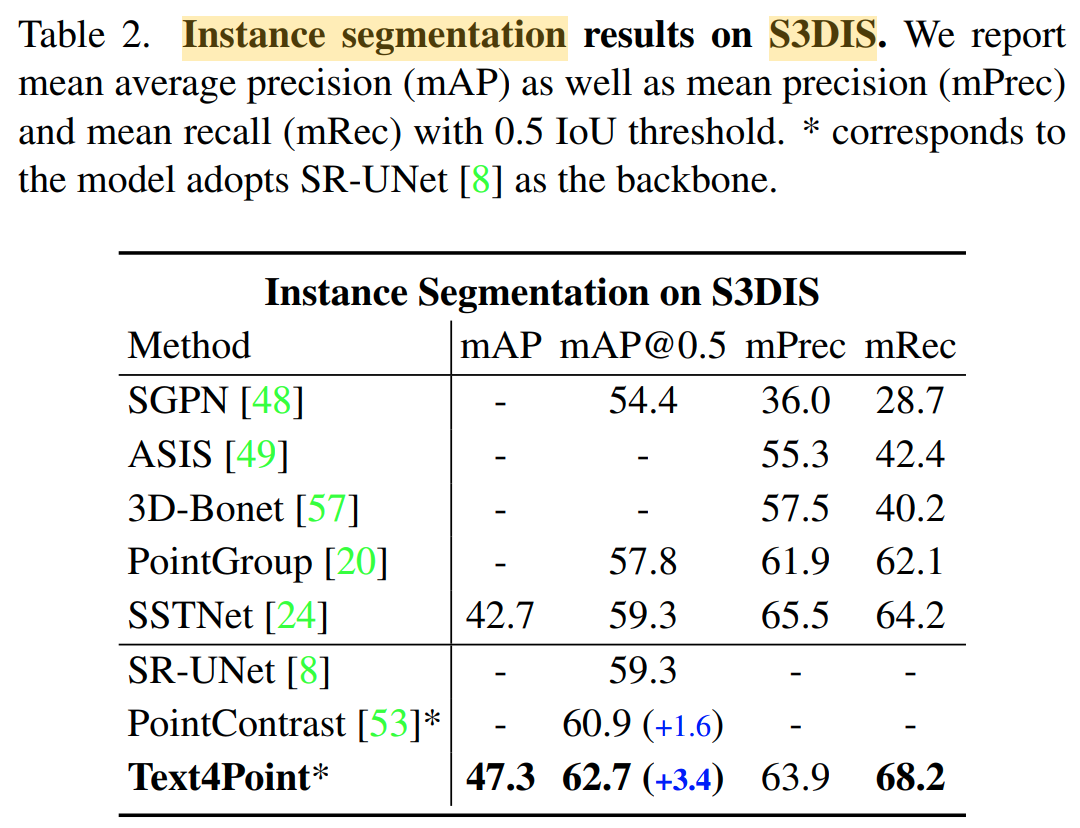 Table 2. Instance segmentation results on S3DIS. We report
mean average precision (mAP) as well as mean precision (mPrec)
and mean recall (mRec) with 0.5 IoU threshold. * corresponds to
the model adopts SR-UNet [8] as the backbone.
Instance Segmentation on S3DIS
Method mAP mAP@0.5 mPrec mRec
SGPN [48] - 54.4 36.0 28.7
ASIS [49] - - 55.3 42.4
3D-Bonet [57] - - 57.5 40.2
PointGroup [20] - 57.8 61.9 62.1
SSTNet [24] 42.7 59.3 65.5 64.2
SR-UNet [8] - 59.3 - -
PointContrast [53]* - 60.9 (+1.6) - -
Text4Point* 47.3 62.7 (+3.4) 63.9 68.2